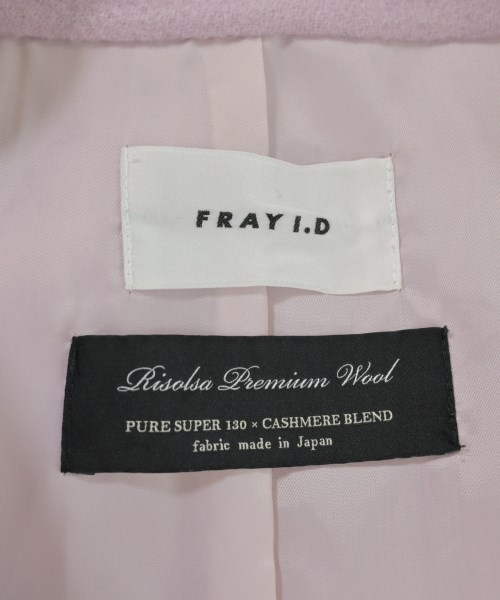 FRAY I.D
Risolsa Premium Wool
PURE SUPER 130 × CASHMERE BLEND
fabric made in Japan